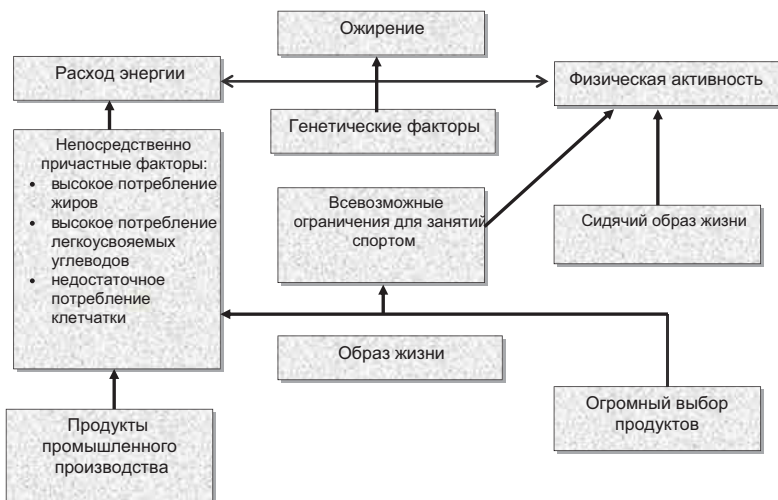 Ожирение
Расход энергии
Физическая активность
Генетические факторы
Непосредственно
причастные факторы:
• высокое потребление
жиров
• высокое потребление
легкоусвояемых
углеводов
• недостаточное
потребление
клетчатки
Всевозможные
ограничения для занятий
спортом
Сидячий образ жизни
Образ жизни
Огромный выбор
продуктов
Продукты
промышленного
производства